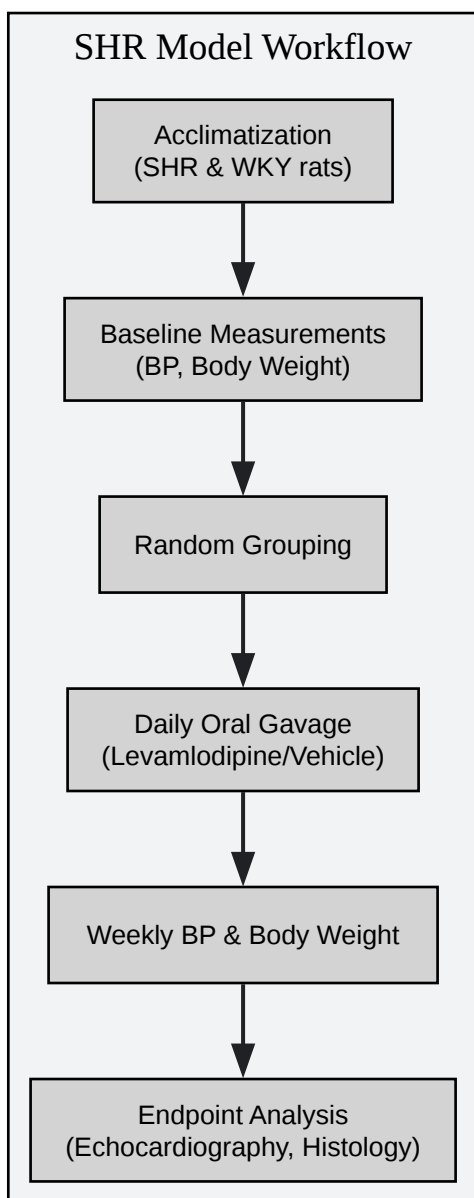 SHR Model Workflow
Acclimatization
(SHR & WKY rats)
Baseline Measurements
(BP, Body Weight)
Random Grouping
Daily Oral Gavage
(Levamlodipine/Vehicle)
Weekly BP & Body Weight
Endpoint Analysis
(Echocardiography, Histology)